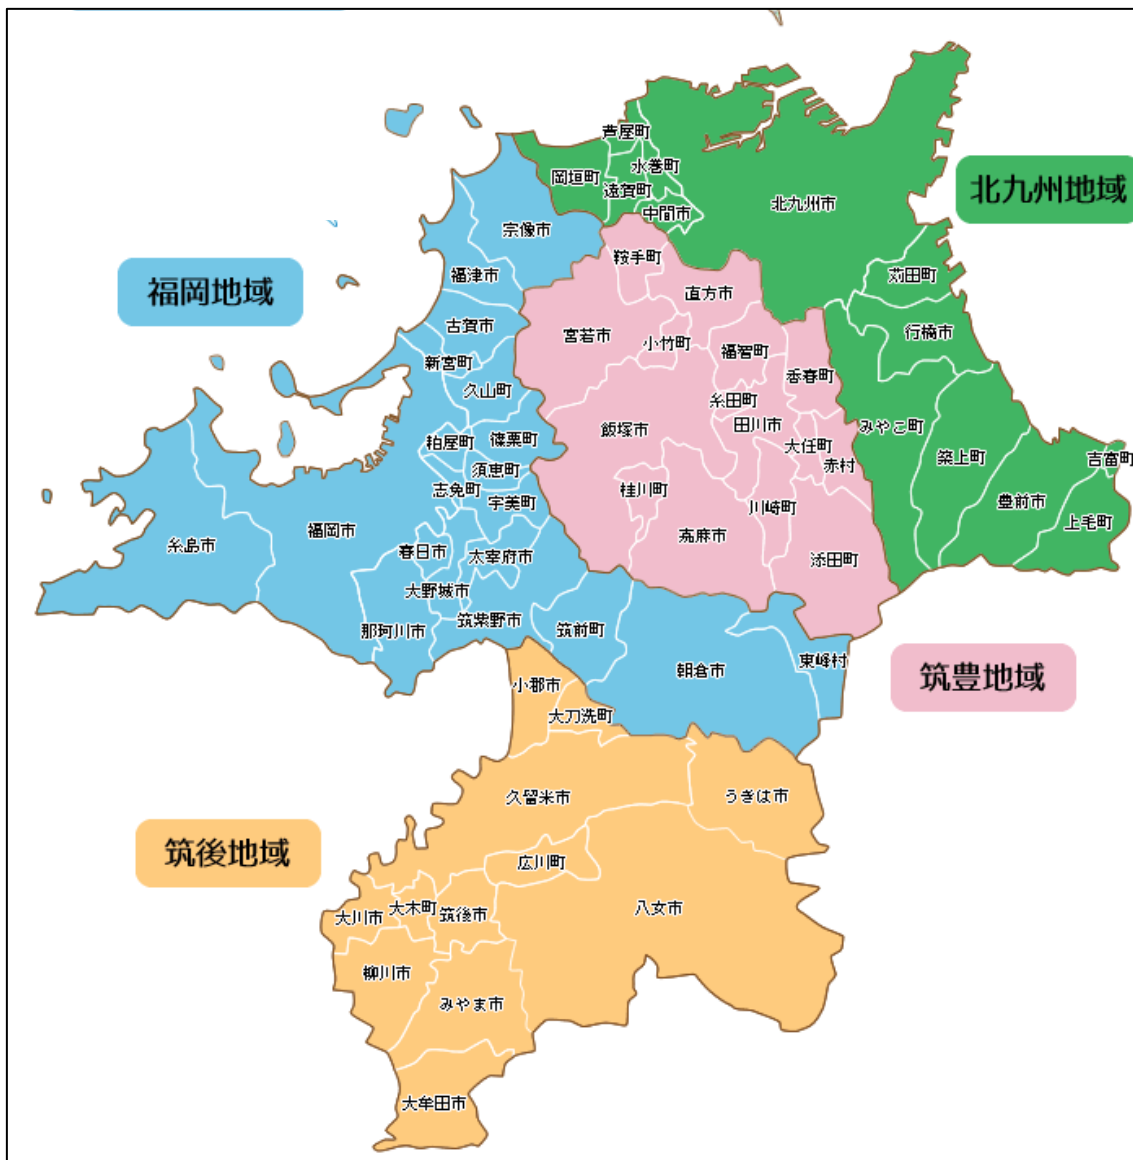 芦屋町
水巻町
岡垣町
遠賀町
中間市
北九州市
北九州地域
宗像市
鞍手町
福津市
福岡地域
直方市
苅田町
古賀市
宮若市
小竹町
福智町
行橋市
新宮町
香春町
久山町
糸田町
田川市
みやこ町
粕屋町
篠栗町
飯塚市
大任町
赤村
築上町
吉富町
須恵町
志免町
宇美町
桂川町
川崎町
豊前市
上毛町
福岡市
糸島市
春日市
太宰府市
嘉麻市
添田町
大野城市
那珂川市
筑紫野市
筑前町
朝倉市
東峰村
筑豊地域
小郡市
大刀洗町
久留米市
うきは市
筑後地域
広川町
大川市
大木町
筑後市
八女市
柳川市
みやま市
大牟田市